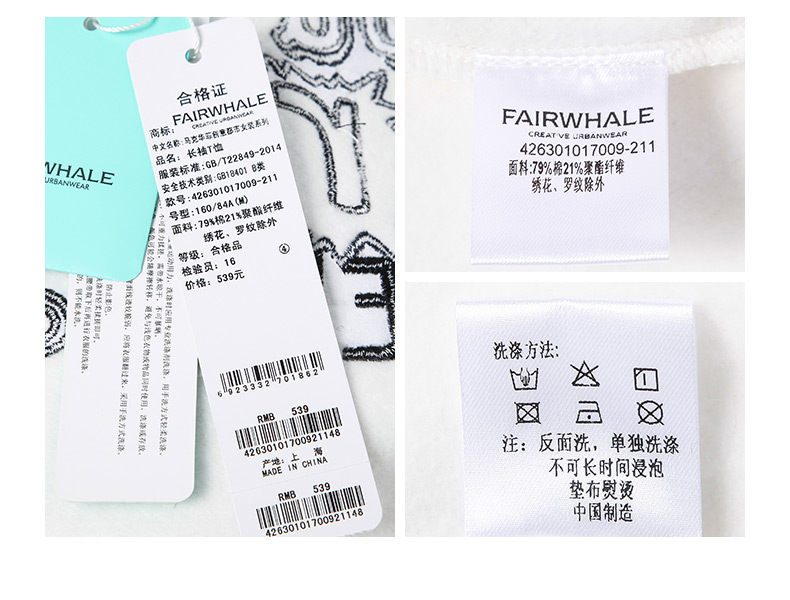 WHALE
URBANWEAR
合格证
FAIRWHALE
CREATIVE URBANWEAR
商标：
中文名称：马克华菲创意都市女装系列
品名：长袖T恤
服装标准：GB/T22849-2014
安全技术类别：GB18401 B类
款号：426301017009-211
号型：160/84A(M)
面料：79%棉21%聚酯纤维
绣花、罗纹除外
等级：合格品 ④
检验员：16
价格：539元
6923332701862
RMB 539
42630101700921148
产地：上海
MADE IN CHINA
RMB 539
42630101700921148
FAIRWHALE
CREATIVE URBANWEAR
426301017009-211
面料:79%棉21%聚酯纤维
绣花、罗纹除外
洗涤方法：
注：反面洗，单独洗涤
不可长时间浸泡
垫布熨烫
中国制造